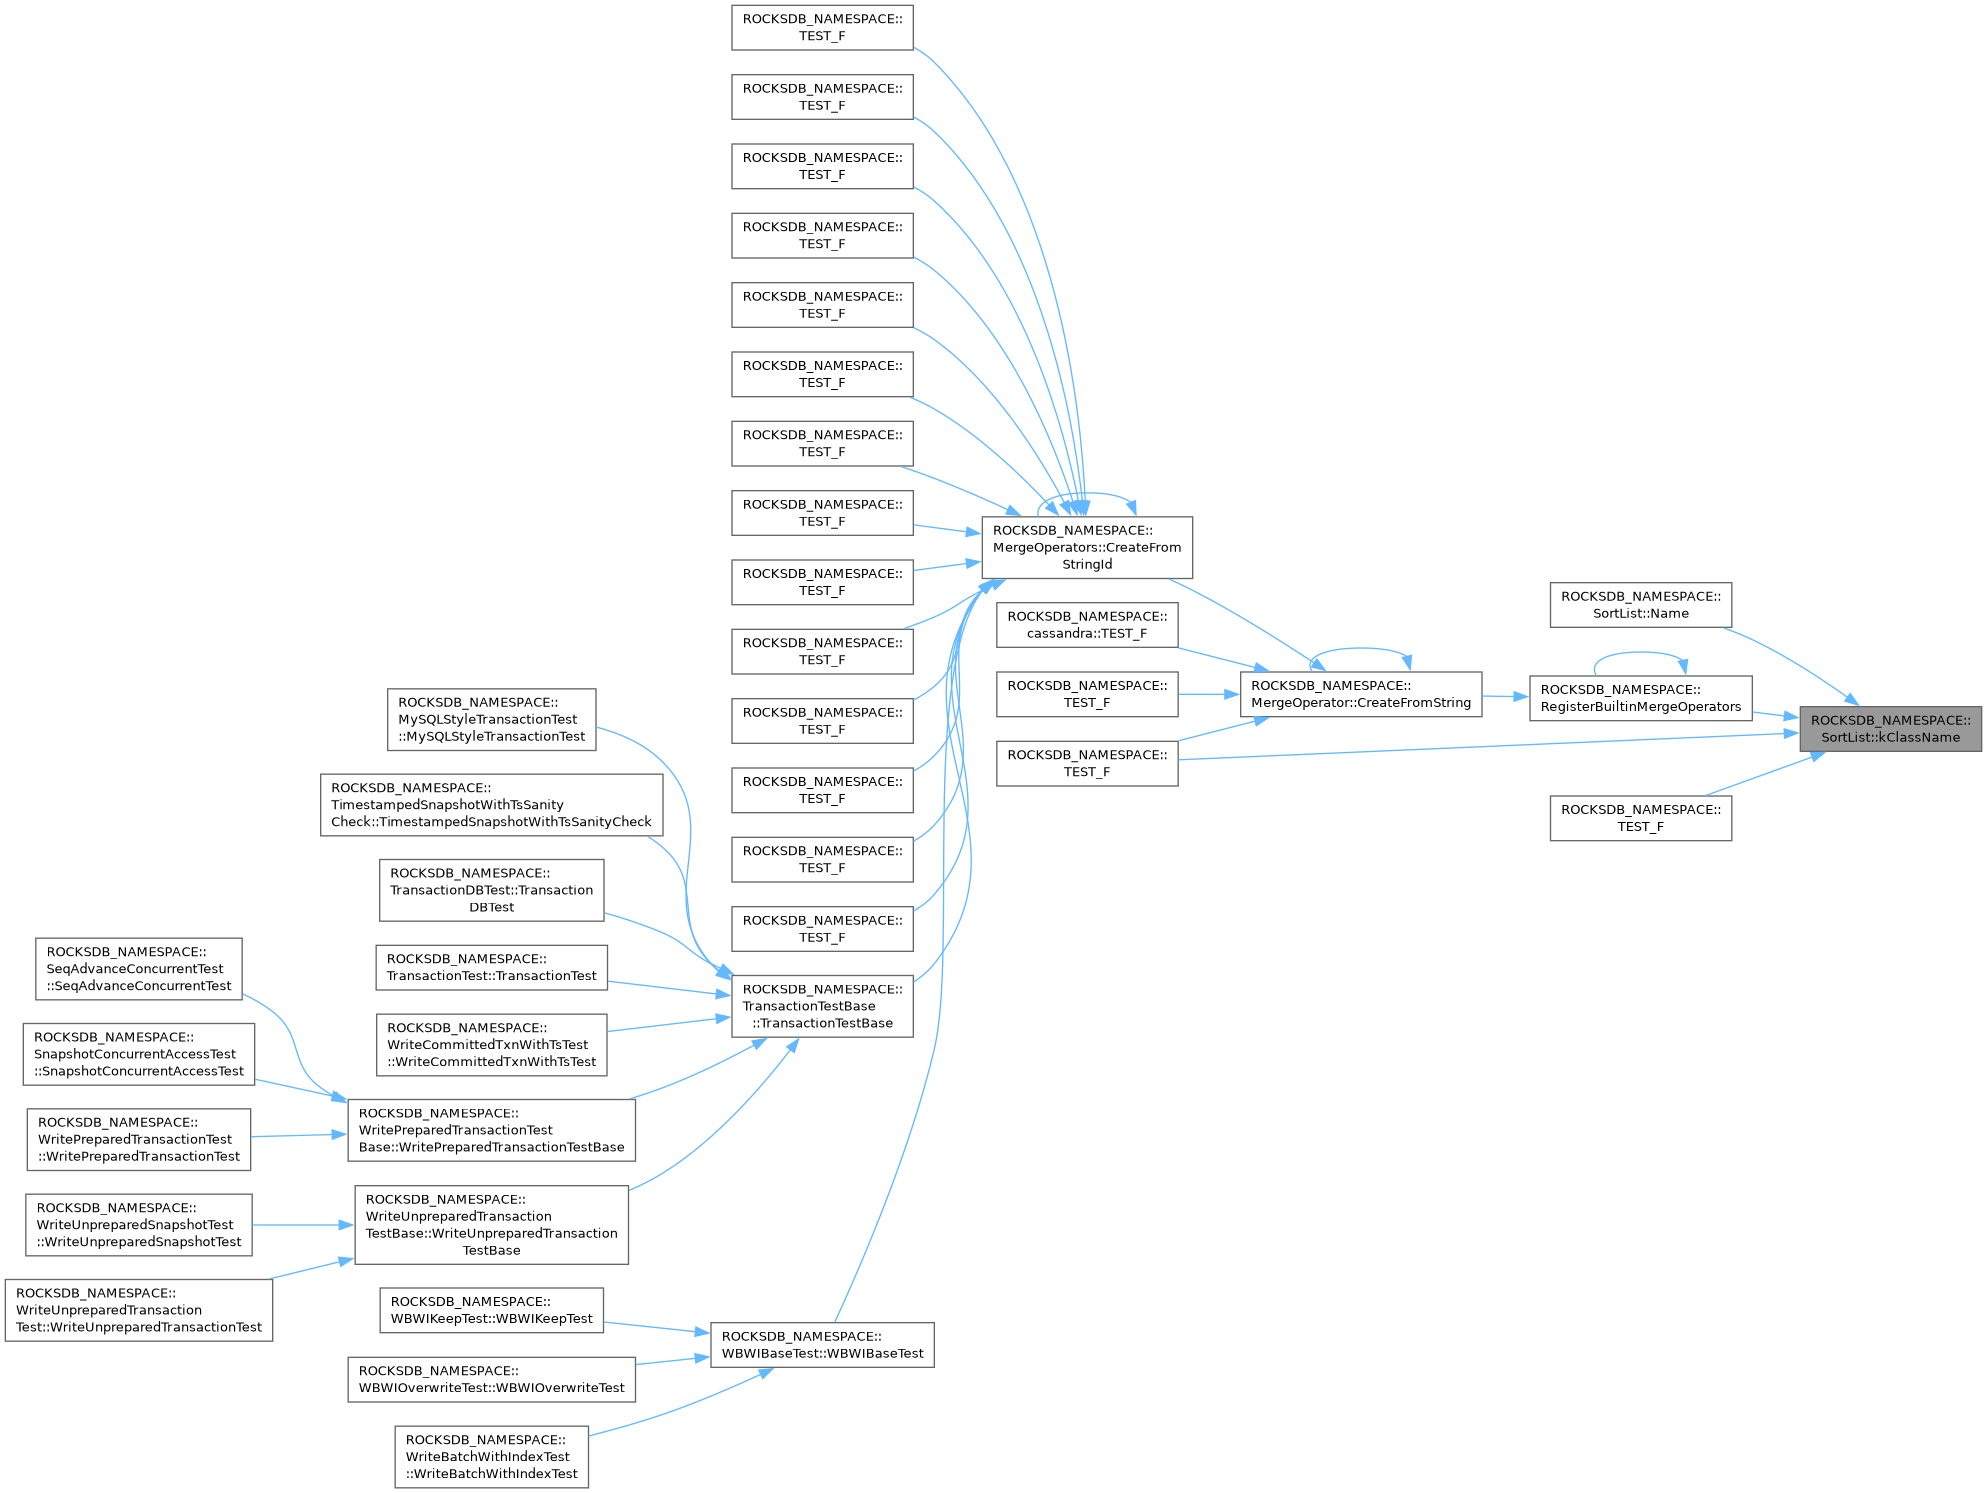 ROCKSDB_NAMESPACE::
TEST_F
ROCKSDB_NAMESPACE::
TEST_F
ROCKSDB_NAMESPACE::
TEST_F
ROCKSDB_NAMESPACE::
TEST_F
ROCKSDB_NAMESPACE::
TEST_F
ROCKSDB_NAMESPACE::
TEST_F
ROCKSDB_NAMESPACE::
TEST_F
ROCKSDB_NAMESPACE::
TEST_F
ROCKSDB_NAMESPACE::
TEST_F
ROCKSDB_NAMESPACE::
TEST_F
ROCKSDB_NAMESPACE::
TEST_F
ROCKSDB_NAMESPACE::
TEST_F
ROCKSDB_NAMESPACE::
TEST_F
ROCKSDB_NAMESPACE::
TEST_F
ROCKSDB_NAMESPACE::
MergeOperators::CreateFrom
StringId
ROCKSDB_NAMESPACE::
cassandra::TEST_F
ROCKSDB_NAMESPACE::
TEST_F
ROCKSDB_NAMESPACE::
TEST_F
ROCKSDB_NAMESPACE::
MergeOperator::CreateFromString
ROCKSDB_NAMESPACE::
SortList::Name
ROCKSDB_NAMESPACE::
RegisterBuiltinMergeOperators
ROCKSDB_NAMESPACE::
SortList::kClassName
ROCKSDB_NAMESPACE::
TEST_F
ROCKSDB_NAMESPACE::
MySQLStyleTransactionTest
::MySQLStyleTransactionTest
ROCKSDB_NAMESPACE::
TimestampedSnapshotWithTsSanity
Check::TimestampedSnapshotWithTsSanityCheck
ROCKSDB_NAMESPACE::
TransactionDBTest::Transaction
DBTest
ROCKSDB_NAMESPACE::
TransactionTest::TransactionTest
ROCKSDB_NAMESPACE::
WriteCommittedTxnWithTsTest
::WriteCommittedTxnWithTsTest
ROCKSDB_NAMESPACE::
TransactionTestBase
::TransactionTestBase
ROCKSDB_NAMESPACE::
SeqAdvanceConcurrentTest
::SeqAdvanceConcurrentTest
ROCKSDB_NAMESPACE::
SnapshotConcurrentAccessTest
::SnapshotConcurrentAccessTest
ROCKSDB_NAMESPACE::
WritePreparedTransactionTest
::WritePreparedTransactionTest
ROCKSDB_NAMESPACE::
WritePreparedTransactionTest
Base::WritePreparedTransactionTestBase
ROCKSDB_NAMESPACE::
WriteUnpreparedSnapshotTest
::WriteUnpreparedSnapshotTest
ROCKSDB_NAMESPACE::
WriteUnpreparedTransaction
Test::WriteUnpreparedTransactionTest
ROCKSDB_NAMESPACE::
WriteUnpreparedTransaction
TestBase::WriteUnpreparedTransaction
TestBase
ROCKSDB_NAMESPACE::
WBWIKeepTest::WBWIKeepTest
ROCKSDB_NAMESPACE::
WBWIOverwriteTest::WBWIOverwriteTest
ROCKSDB_NAMESPACE::
WriteBatchWithIndexTest
::WriteBatchWithIndexTest
ROCKSDB_NAMESPACE::
WBWIBaseTest::WBWIBaseTest